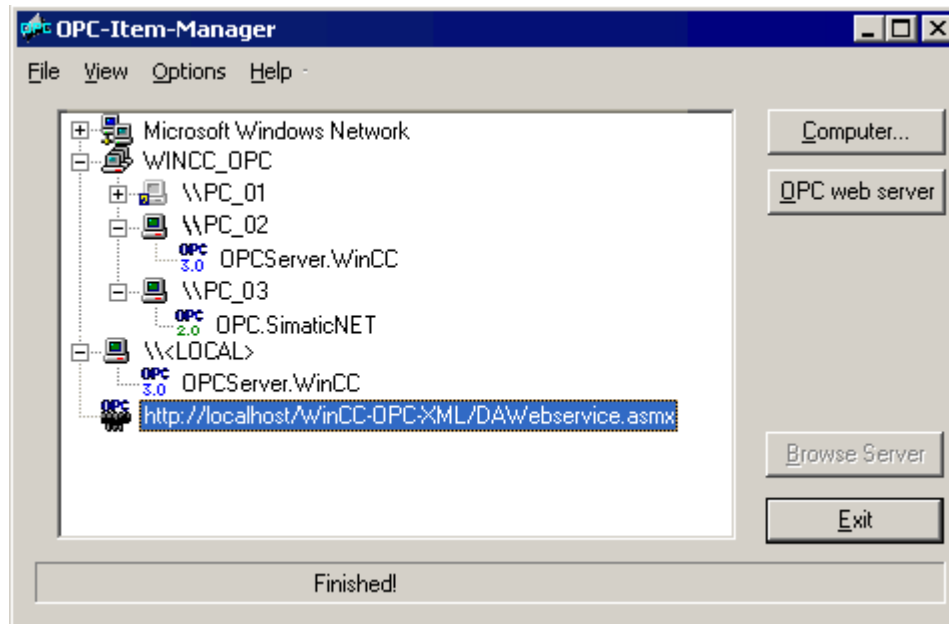 OPC-Item-Manager
File View Options Help
Microsoft Windows Network
Computer...
WINCC_OPC
\\PC_01
OPC web server
\\PC_02
OPC 3.0 OPCServer.WinCC
\\PC_03
OPC 2.0 OPC.SimaticNET
\\<LOCAL>
OPC 3.0 OPCServer.WinCC
OPC http://localhost/WinCC-OPC-XML/DAWebservice.asmx
Browse Server
Exit
Finished!